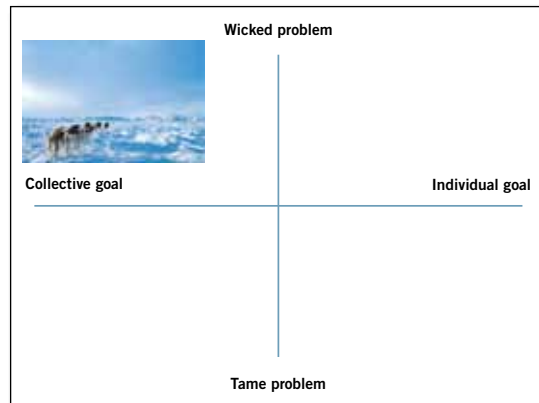 Wicked problem
Collective goal
Individual goal
Tame problem